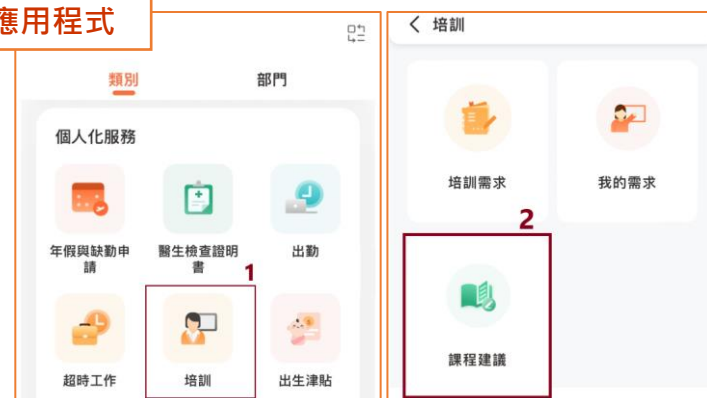 應用程式
類別
部門
個人化服務
年假與缺勤申
請
醫生檢查證明
書
出勤
1
超時工作
培訓
出生津貼
培訓
培訓需求
我的需求
2
課程建議